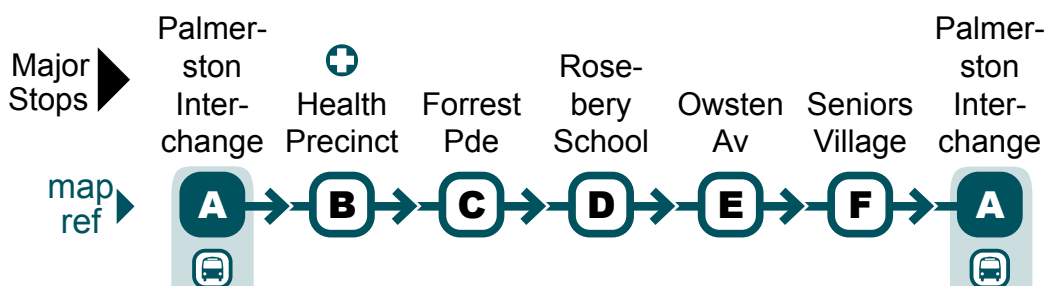 Major
Stops
Palmer-
ston
Inter-
change
Health
Precinct
Forrest
Pde
Rose-
bery
School
Owsten
Av
Seniors
Village
Palmer-
ston
Inter-
change
map
ref
A
B
C
D
E
F
A